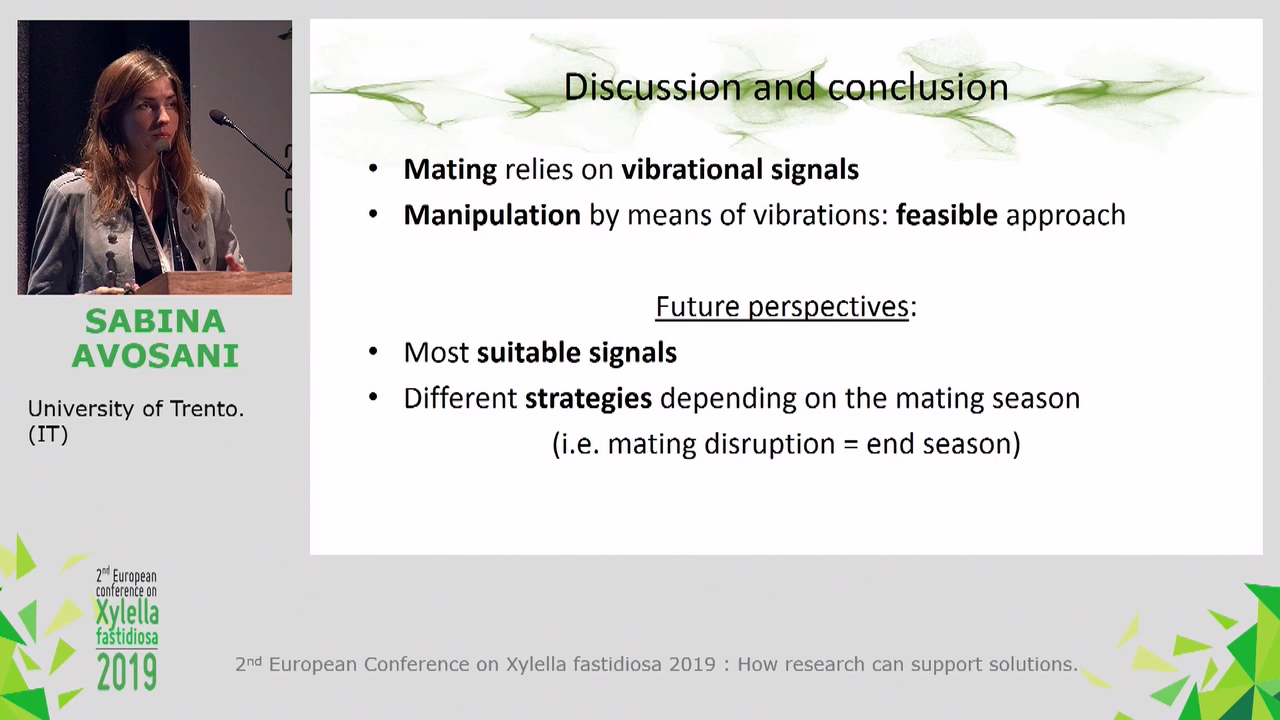 Discussion and conclusion
• Mating relies on vibrational signals
• Manipulation by means of vibrations: feasible approach
Future perspectives:
• Most suitable signals
• Different strategies depending on the mating season
(i.e. mating disruption = end season)
SABINA
AVOSANI
University of Trento.
(IT)
2nd European
conference on
Xylella
fastidiosa
2019
2nd European Conference on Xylella fastidiosa 2019 : How research can support solutions.